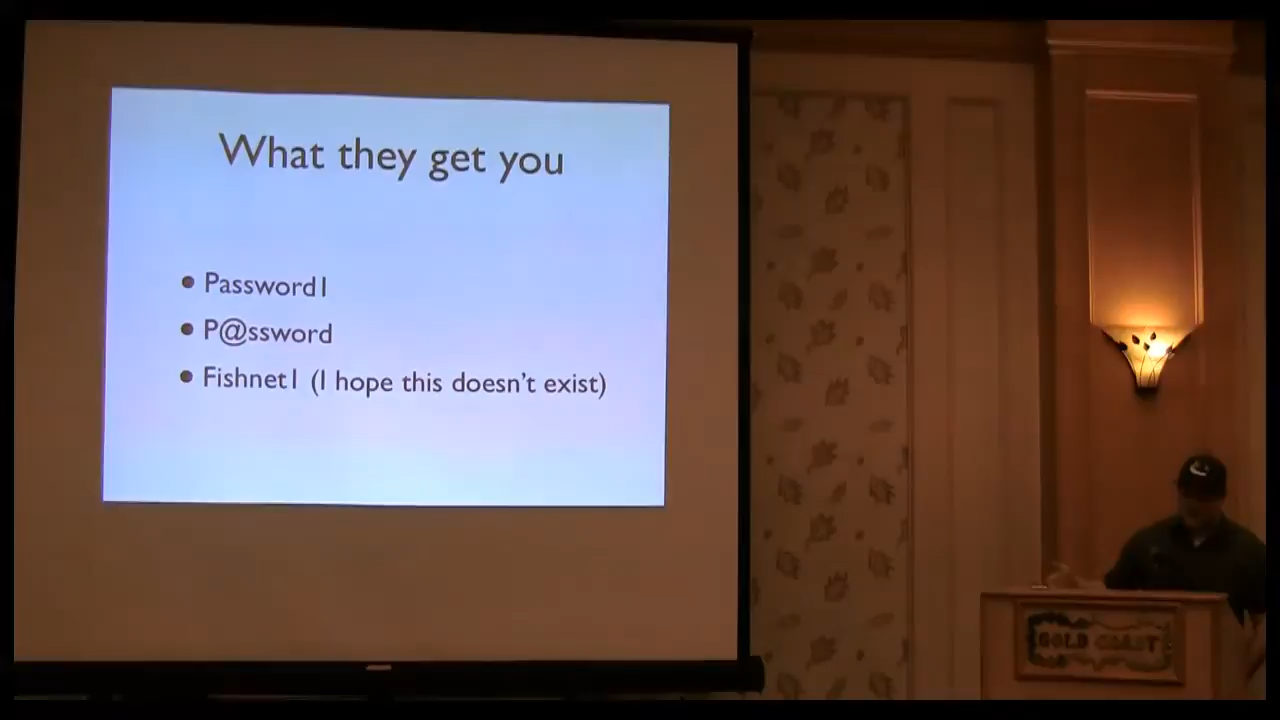 What they get you
• Password1
• P@ssword
• Fishnet1 (I hope this doesn't exist)
GOLD COAST